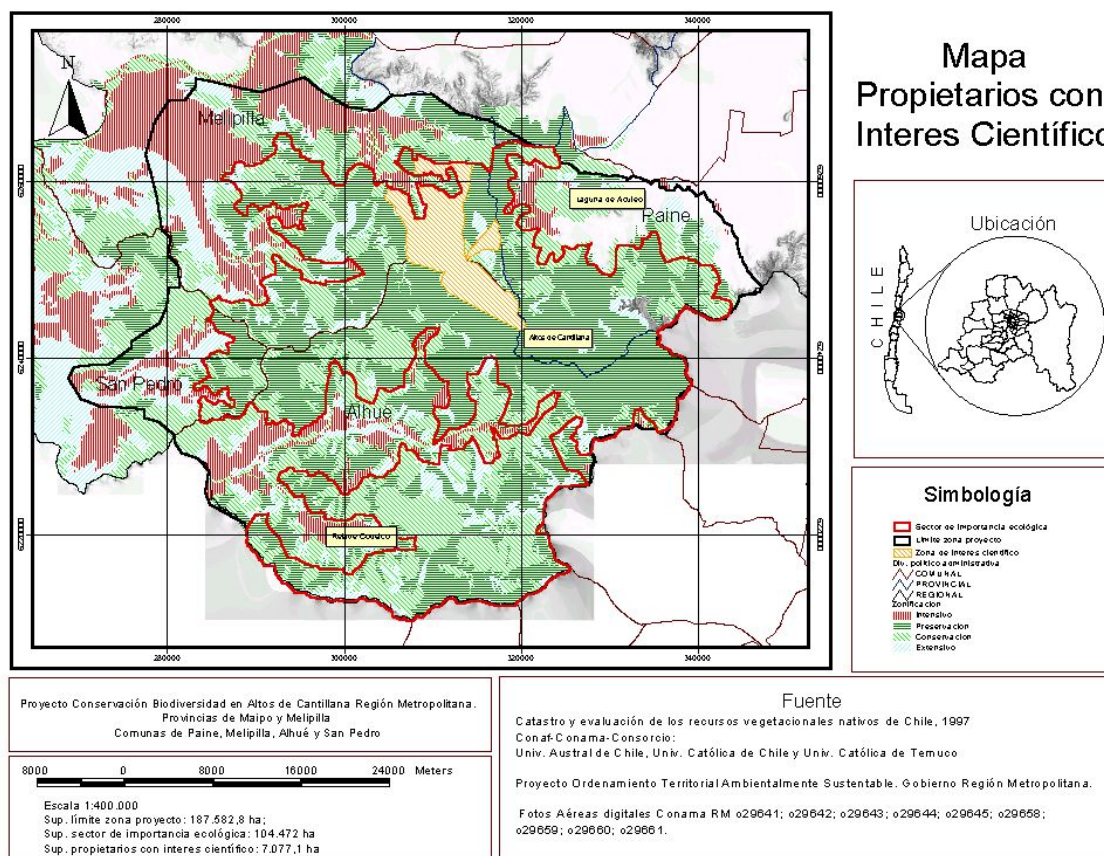 Mapa
Propietarios con
Interes Científico
280000
300000
320000
340000
N
Melipilla
Laguna de Aculeo
Paine
Altos de Cantillana
San Pedro
Alhué
280000
300000
320000
340000
Ubicación
CHILE
Simbología
Sector de importancia ecológica
Límite zona proyecto
Zona de interes científico
Div. político administrativa
COMUNAL
PROVINCIAL
REGIONAL
Zonificacion
Intensivo
Preservacion
Conservacion
Extensivo
Proyecto Conservación Biodiversidad en Altos de Cantillana Región Metropolitana.
Provincias de Maipo y Melipilla
Comunas de Paine, Melipilla, Alhué y San Pedro
8000 0 8000 16000 24000 Meters
Escala 1:400.000
Sup. límite zona proyecto: 187.582,8 ha;
Sup. sector de importancia ecológica: 104.472 ha
Sup. propietarios con interes científico: 7.077,1 ha
Fuente
Catastro y evaluación de los recursos vegetacionales nativos de Chile, 1997
Conaf-Conama-Consorcio:
Univ. Austral de Chile, Univ. Católica de Chile y Univ. Católica de Temuco
Proyecto Ordenamiento Territorial Ambientalmente Sustentable. Gobierno Región Metropolitana.
Fotos Aéreas digitales Conama RM o29641; o29642; o29643; o29644; o29645; o29658;
o29659; o29660; o29661.